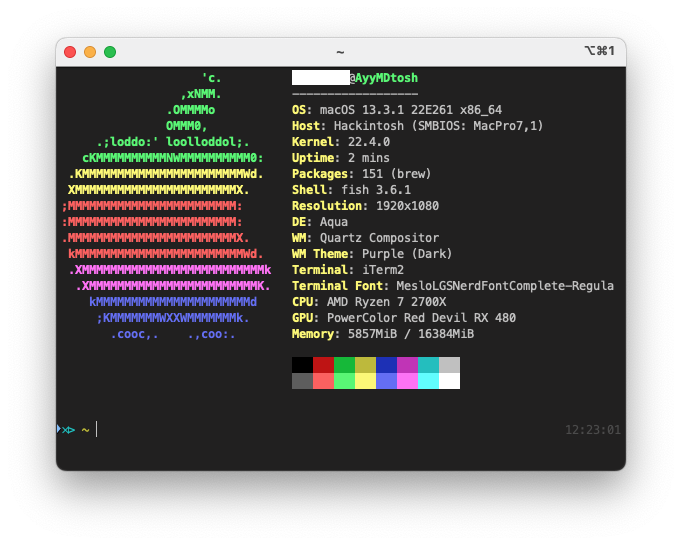 ~ ⌥⌘1
'c. @AyyMDtosh
,xNMM. ------------------
.OMMMMo OS: macOS 13.3.1 22E261 x86_64
OMMM0, Host: Hackintosh (SMBIOS: MacPro7,1)
.;loddo:' loolloddol;. Kernel: 22.4.0
cKMMMMMMMMMMNWMMMMMMMMMM0: Uptime: 2 mins
.KMMMMMMMMMMMMMMMMMMMMMMMWd. Packages: 151 (brew)
XMMMMMMMMMMMMMMMMMMMMMMMX. Shell: fish 3.6.1
;MMMMMMMMMMMMMMMMMMMMMMMM: Resolution: 1920x1080
:MMMMMMMMMMMMMMMMMMMMMMMM: DE: Aqua
.MMMMMMMMMMMMMMMMMMMMMMMMX. WM: Quartz Compositor
kMMMMMMMMMMMMMMMMMMMMMMMMWd. WM Theme: Purple (Dark)
.XMMMMMMMMMMMMMMMMMMMMMMMMMMk Terminal: iTerm2
.XMMMMMMMMMMMMMMMMMMMMMMMMK. Terminal Font: MesloLGSNerdFontComplete-Regula
kMMMMMMMMMMMMMMMMMMMMMMd CPU: AMD Ryzen 7 2700X
;KMMMMMMMWXXWMMMMMMMk. GPU: PowerColor Red Devil RX 480
.cooc,. .,coo:. Memory: 5857MiB / 16384MiB
~ 12:23:01